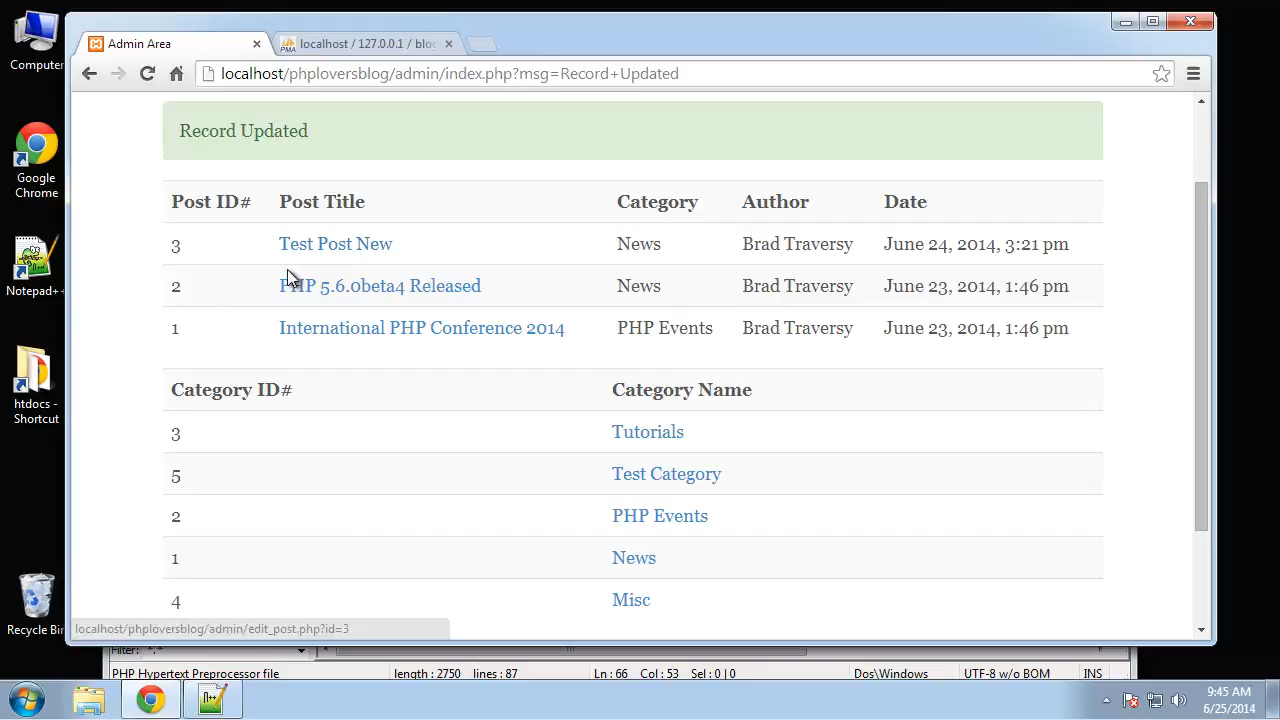 Computer
Google
Chrome
Notepad++
htdocs -
Shortcut
Recycle Bin
Admin Area
localhost / 127.0.0.1 / blo
localhost/phploversblog/admin/index.php?msg=Record+Updated
Record Updated
Post ID# Post Title Category Author Date
3 Test Post New News Brad Traversy June 24, 2014, 3:21 pm
2 PHP 5.6.0beta4 Released News Brad Traversy June 23, 2014, 1:46 pm
1 International PHP Conference 2014 PHP Events Brad Traversy June 23, 2014, 1:46 pm
Category ID# Category Name
3 Tutorials
5 Test Category
2 PHP Events
1 News
4 Misc
localhost/phploversblog/admin/edit_post.php?id=3
Filter: *.*
PHP Hypertext Preprocessor file length : 2750 lines : 87 Ln : 66 Col : 53 Sel : 0 | 0 Dos\Windows UTF-8 w/o BOM INS
9:45 AM
6/25/2014